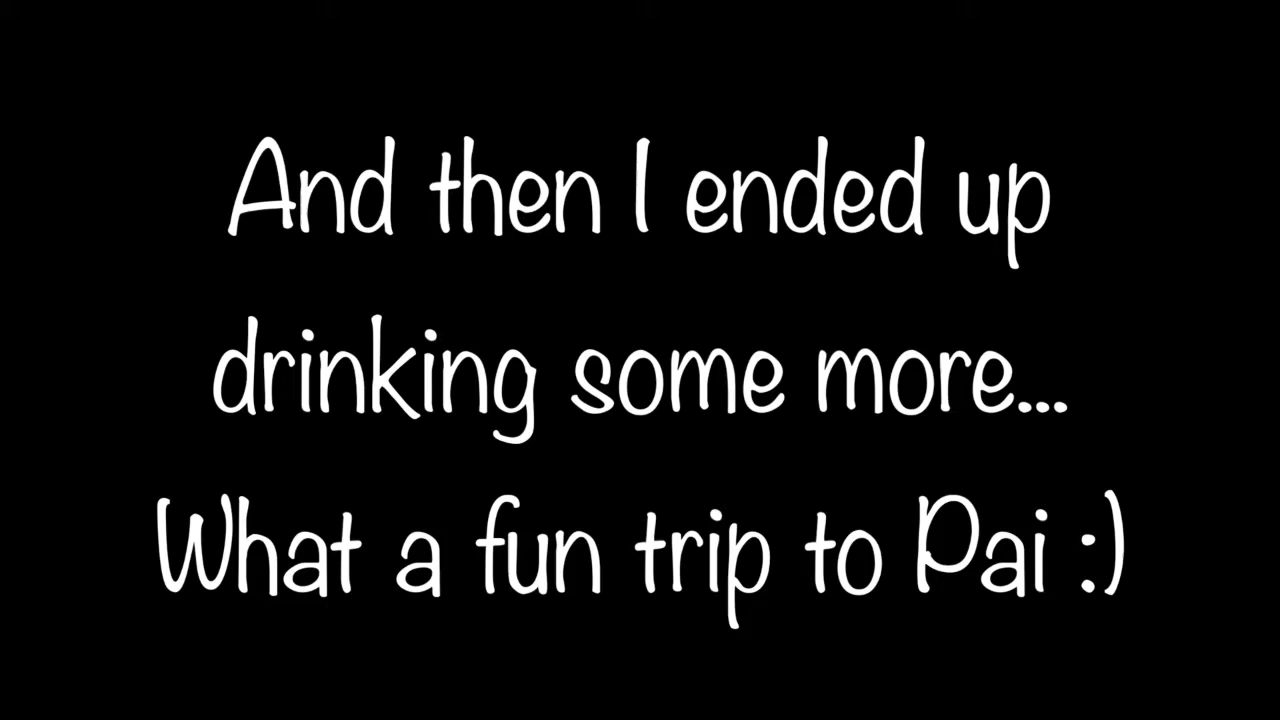 And then I ended up
drinking some more...
What a fun trip to Pai :)